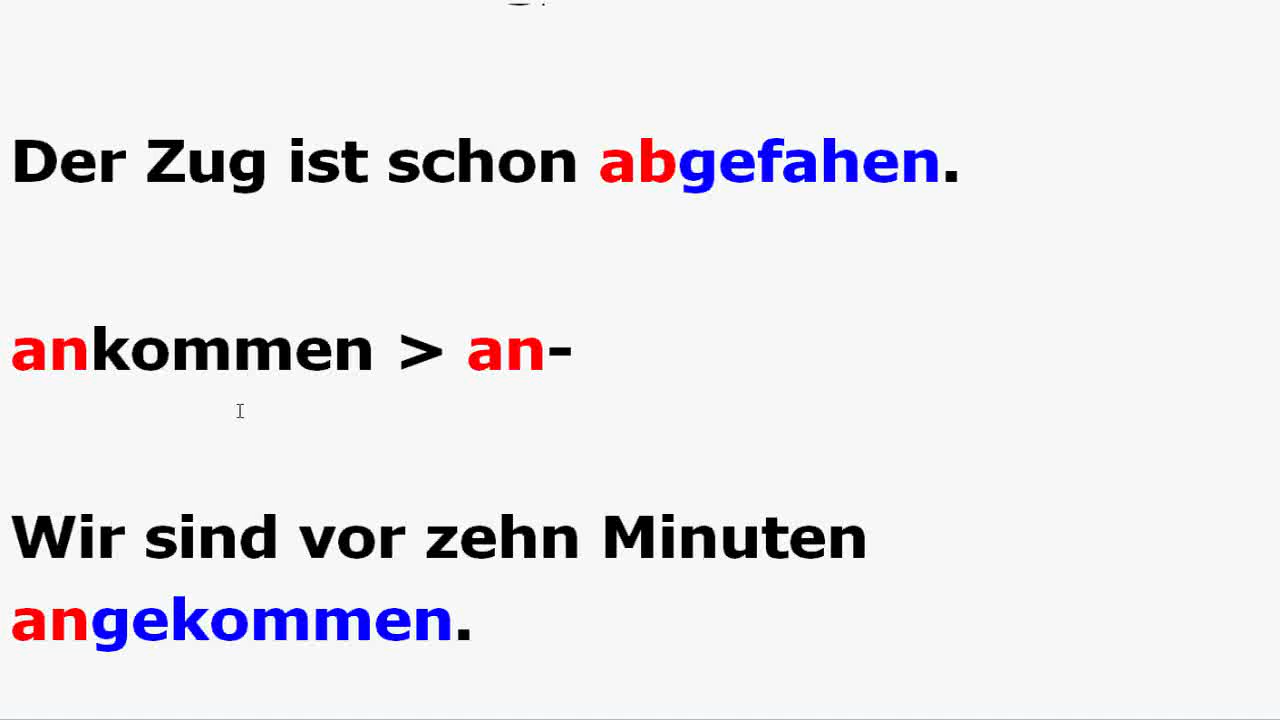 Der Zug ist schon abgefahen.
ankommen > an-
Wir sind vor zehn Minuten
angekommen.